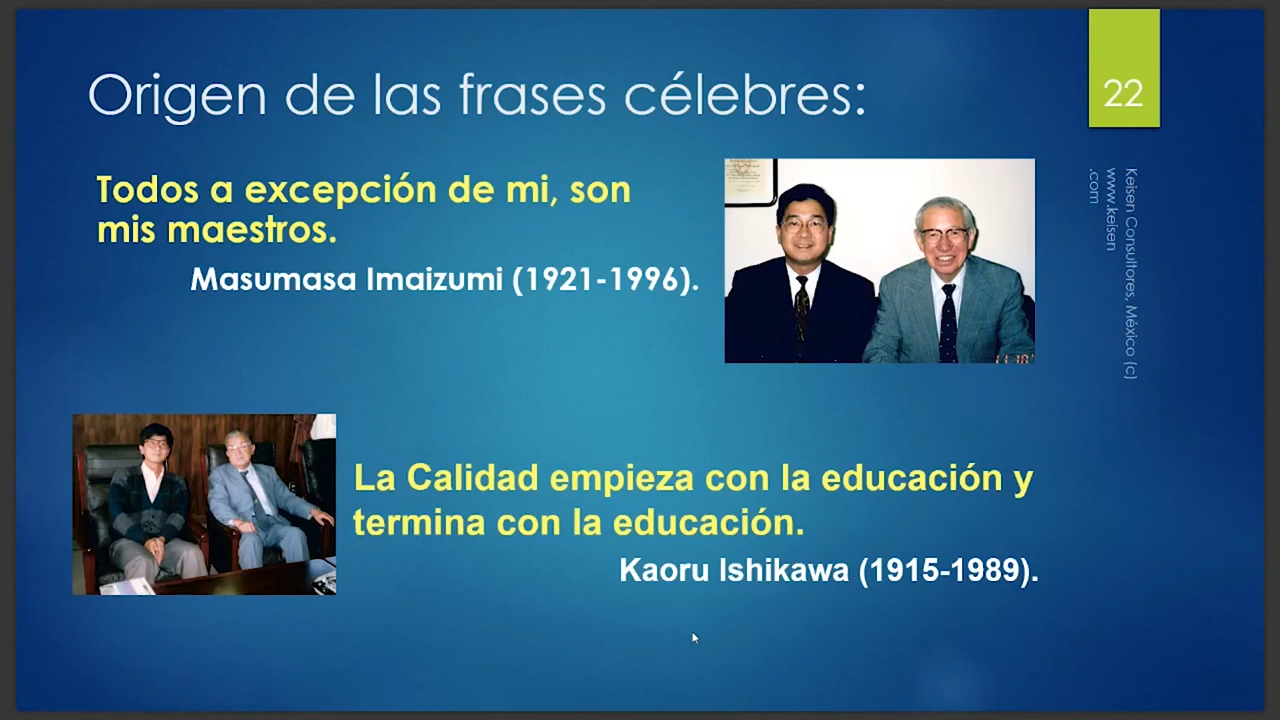 Origen de las frases célebres:
22
Todos a excepción de mi, son
mis maestros.
Masumasa Imaizumi (1921-1996).
La Calidad empieza con la educación y
termina con la educación.
Kaoru Ishikawa (1915-1989).
Keisen Consultores, México (c)
www.keisen
.com